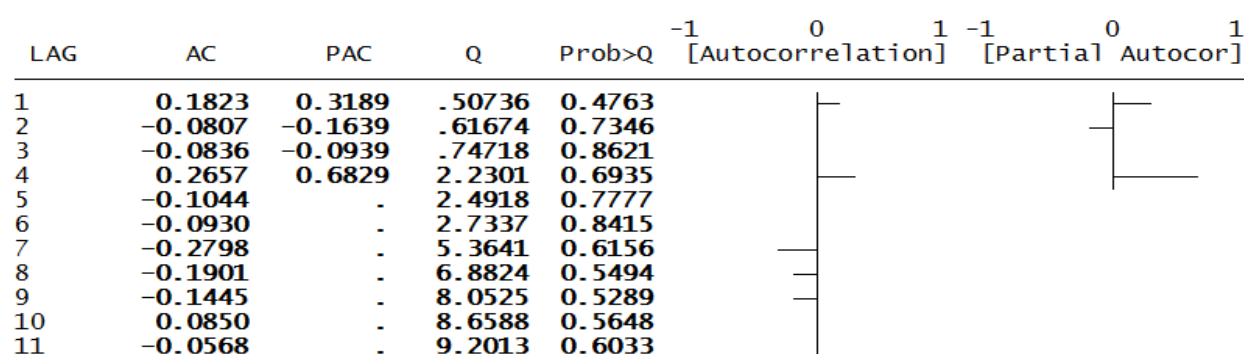 -1 0 1 -1 0 1
LAG AC PAC Q Prob>Q [Autocorrelation] [Partial Autocor]
1 0.1823 0.3189 .50736 0.4763
2 -0.0807 -0.1639 .61674 0.7346
3 -0.0836 -0.0939 .74718 0.8621
4 0.2657 0.6829 2.2301 0.6935
5 -0.1044 . 2.4918 0.7777
6 -0.0930 . 2.7337 0.8415
7 -0.2798 . 5.3641 0.6156
8 -0.1901 . 6.8824 0.5494
9 -0.1445 . 8.0525 0.5289
10 0.0850 . 8.6588 0.5648
11 -0.0568 . 9.2013 0.6033